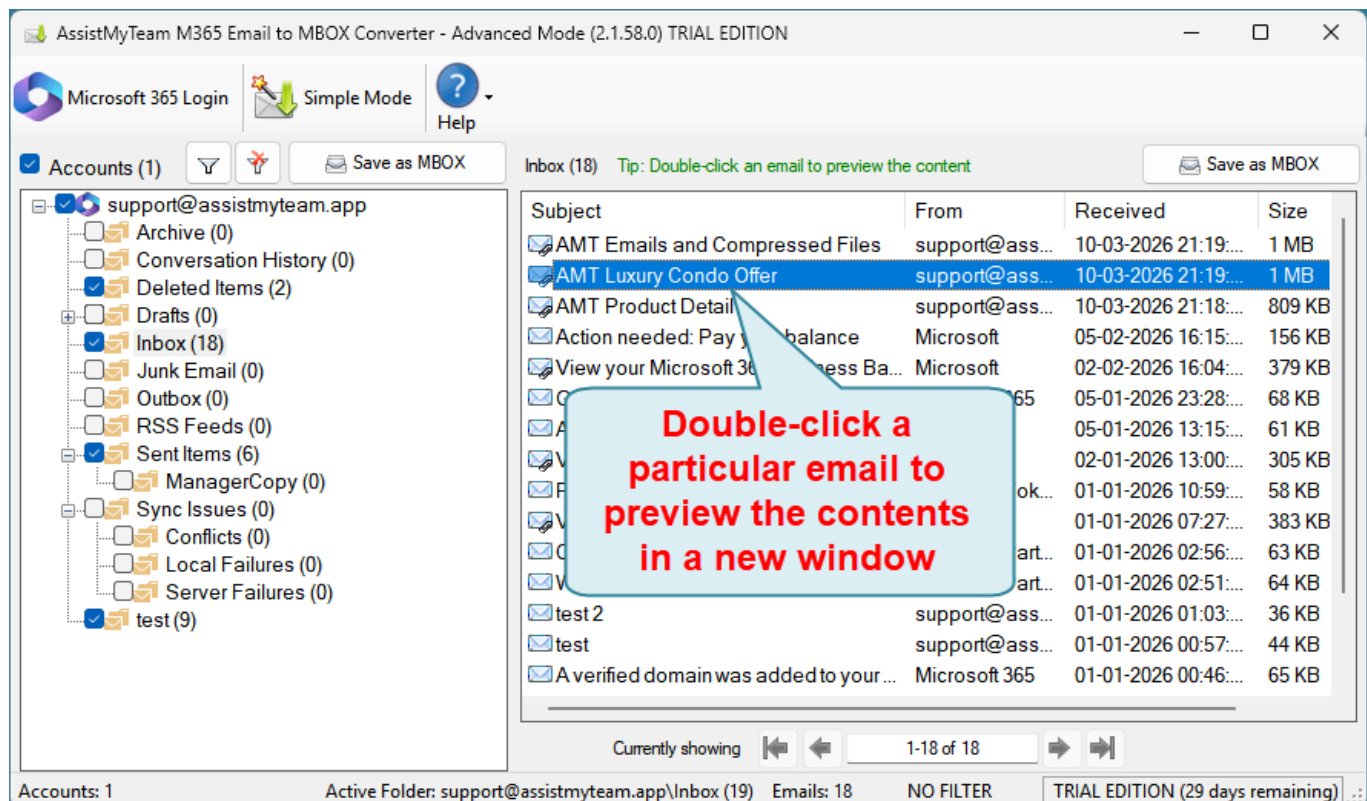 AssistMyTeam M365 Email to MBOX Converter - Advanced Mode (2.1.58.0) TRIAL EDITION
Microsoft 365 Login
Simple Mode
Help
Accounts (1)
Save as MBOX
Inbox (18) Tip: Double-click an email to preview the content
Save as MBOX
support@assistmyteam.app
Archive (0)
Conversation History (0)
Deleted Items (2)
Drafts (0)
Inbox (18)
Junk Email (0)
Outbox (0)
RSS Feeds (0)
Sent Items (6)
ManagerCopy (0)
Sync Issues (0)
Conflicts (0)
Local Failures (0)
Server Failures (0)
test (9)
Subject From Received Size
AMT Emails and Compressed Files support@ass... 10-03-2026 21:19:... 1 MB
AMT Luxury Condo Offer support@ass... 10-03-2026 21:19:... 1 MB
AMT Product Detail support@ass... 10-03-2026 21:18:... 809 KB
Action needed: Pay y balance Microsoft 05-02-2026 16:15:... 156 KB
View your Microsoft 36 ness Ba... Microsoft 02-02-2026 16:04:... 379 KB
65 05-01-2026 23:28:... 68 KB
A 05-01-2026 13:15:... 61 KB
V 02-01-2026 13:00:... 305 KB
ok... 01-01-2026 10:59:... 58 KB
V 01-01-2026 07:27:... 383 KB
art... 01-01-2026 02:56:... 63 KB
W art... 01-01-2026 02:51:... 64 KB
test 2 support@ass... 01-01-2026 01:03:... 36 KB
test support@ass... 01-01-2026 00:57:... 44 KB
A verified domain was added to your ... Microsoft 365 01-01-2026 00:46:... 65 KB
Double-click a
particular email to
preview the contents
in a new window
Currently showing 1-18 of 18
Accounts: 1 Active Folder: support@assistmyteam.app\Inbox (19) Emails: 18 NO FILTER TRIAL EDITION (29 days remaining)